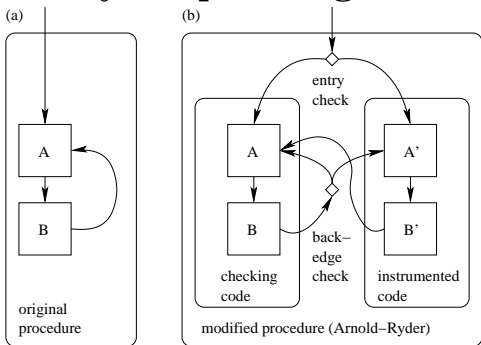 (a)
(b)
entry
check
A
A
A'
B
B
B'
back–
edge
check
checking
code
instrumented
code
original
procedure
modified procedure (Arnold–Ryder)